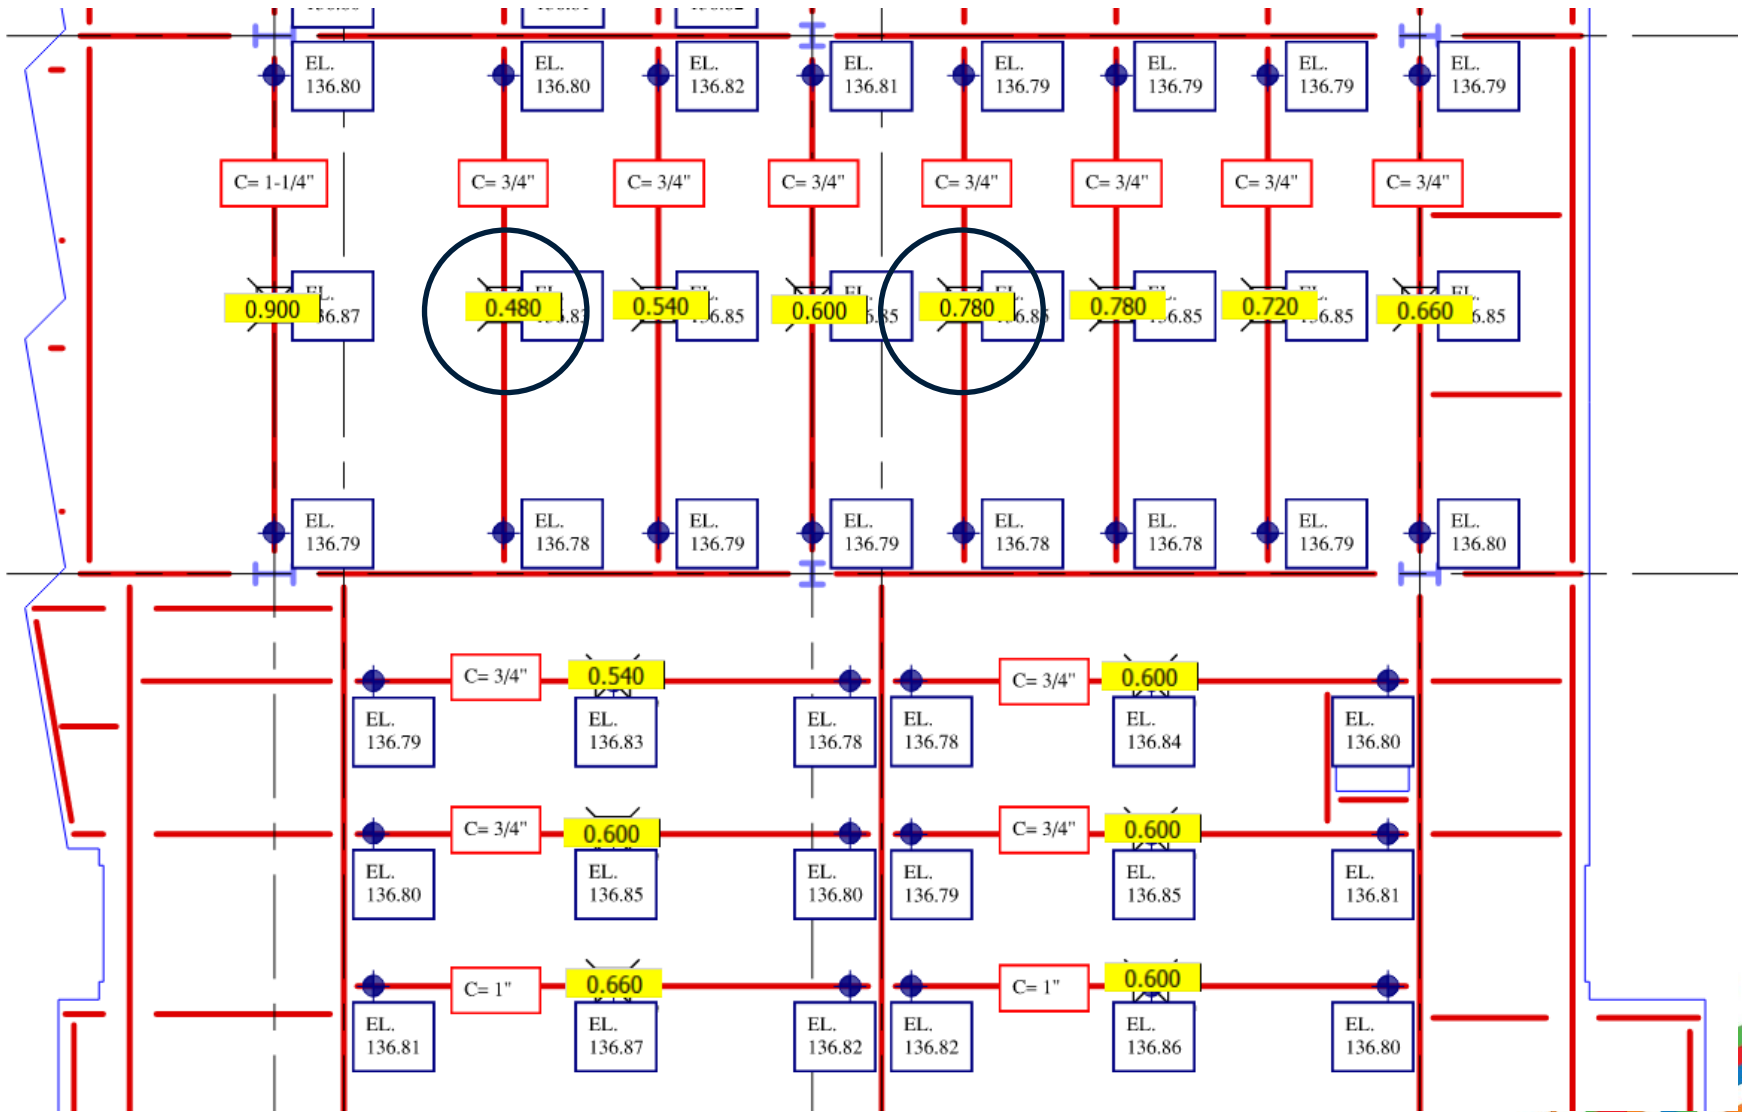 EL.
136.80
EL.
136.80
EL.
136.82
EL.
136.81
EL.
136.79
EL.
136.79
EL.
136.79
EL.
136.79
C= 1-1/4"
C= 3/4"
C= 3/4"
C= 3/4"
C= 3/4"
C= 3/4"
C= 3/4"
C= 3/4"
0.900
0.480
0.540
0.600
0.780
0.780
0.720
0.660
EL.
136.79
EL.
136.78
EL.
136.79
EL.
136.79
EL.
136.78
EL.
136.78
EL.
136.79
EL.
136.80
C= 3/4"
0.540
C= 3/4"
0.600
EL.
136.79
EL.
136.83
EL.
136.78
EL.
136.78
EL.
136.84
EL.
136.80
C= 3/4"
0.600
C= 3/4"
0.600
EL.
136.80
EL.
136.85
EL.
136.80
EL.
136.79
EL.
136.85
EL.
136.81
C= 1"
0.660
C= 1"
0.600
EL.
136.81
EL.
136.87
EL.
136.82
EL.
136.82
EL.
136.86
EL.
136.80